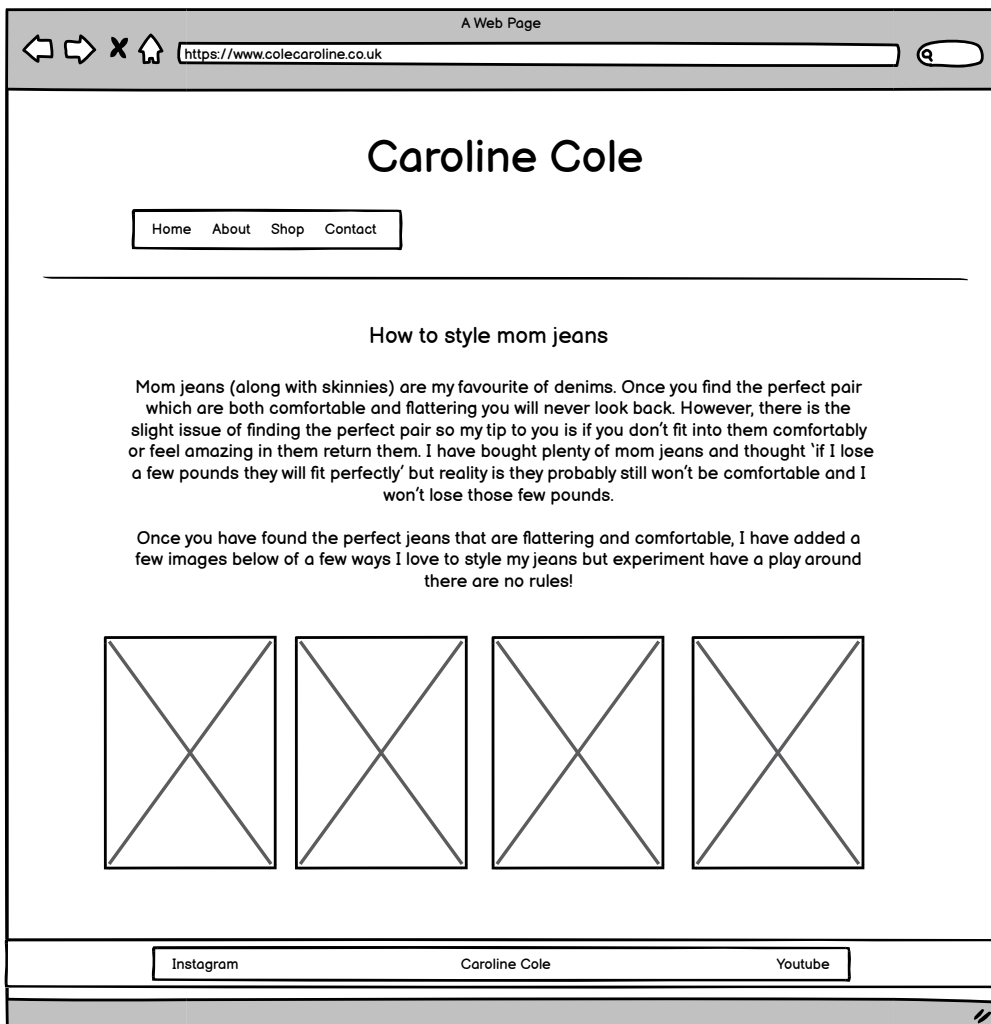 A Web Page
https://www.colecaroline.co.uk
Caroline Cole
Home About Shop Contact
How to style mom jeans
Mom jeans (along with skinnies) are my favourite of denims. Once you find the perfect pair
which are both comfortable and flattering you will never look back. However, there is the
slight issue of finding the perfect pair so my tip to you is if you don't fit into them comfortably
or feel amazing in them return them. I have bought plenty of mom jeans and thought 'if I lose
a few pounds they will fit perfectly' but reality is they probably still won't be comfortable and I
won't lose those few pounds.
Once you have found the perfect jeans that are flattering and comfortable, I have added a
few images below of a few ways I love to style my jeans but experiment have a play around
there are no rules!
Instagram Caroline Cole Youtube